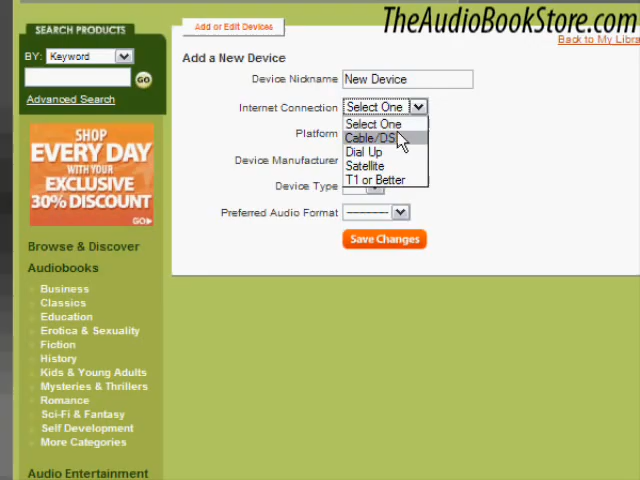 TheAudioBookStore.com
SEARCH PRODUCTS
BY: Keyword
GO
Advanced Search
SHOP
EVERY DAY
WITH YOUR
EXCLUSIVE
30% DISCOUNT
GO
Browse & Discover
Audiobooks
Business
Classics
Education
Erotica & Sexuality
Fiction
History
Kids & Young Adults
Mysteries & Thrillers
Romance
Sci-Fi & Fantasy
Self Development
More Categories
Audio Entertainment
Add or Edit Devices
Back to My Libra
Add a New Device
Device Nickname New Device
Internet Connection Select One
Select One
Cable/DS
Dial Up
Satellite
T1 or Better
Platform
Device Manufacturer
Device Type
Preferred Audio Format ---------
Save Changes